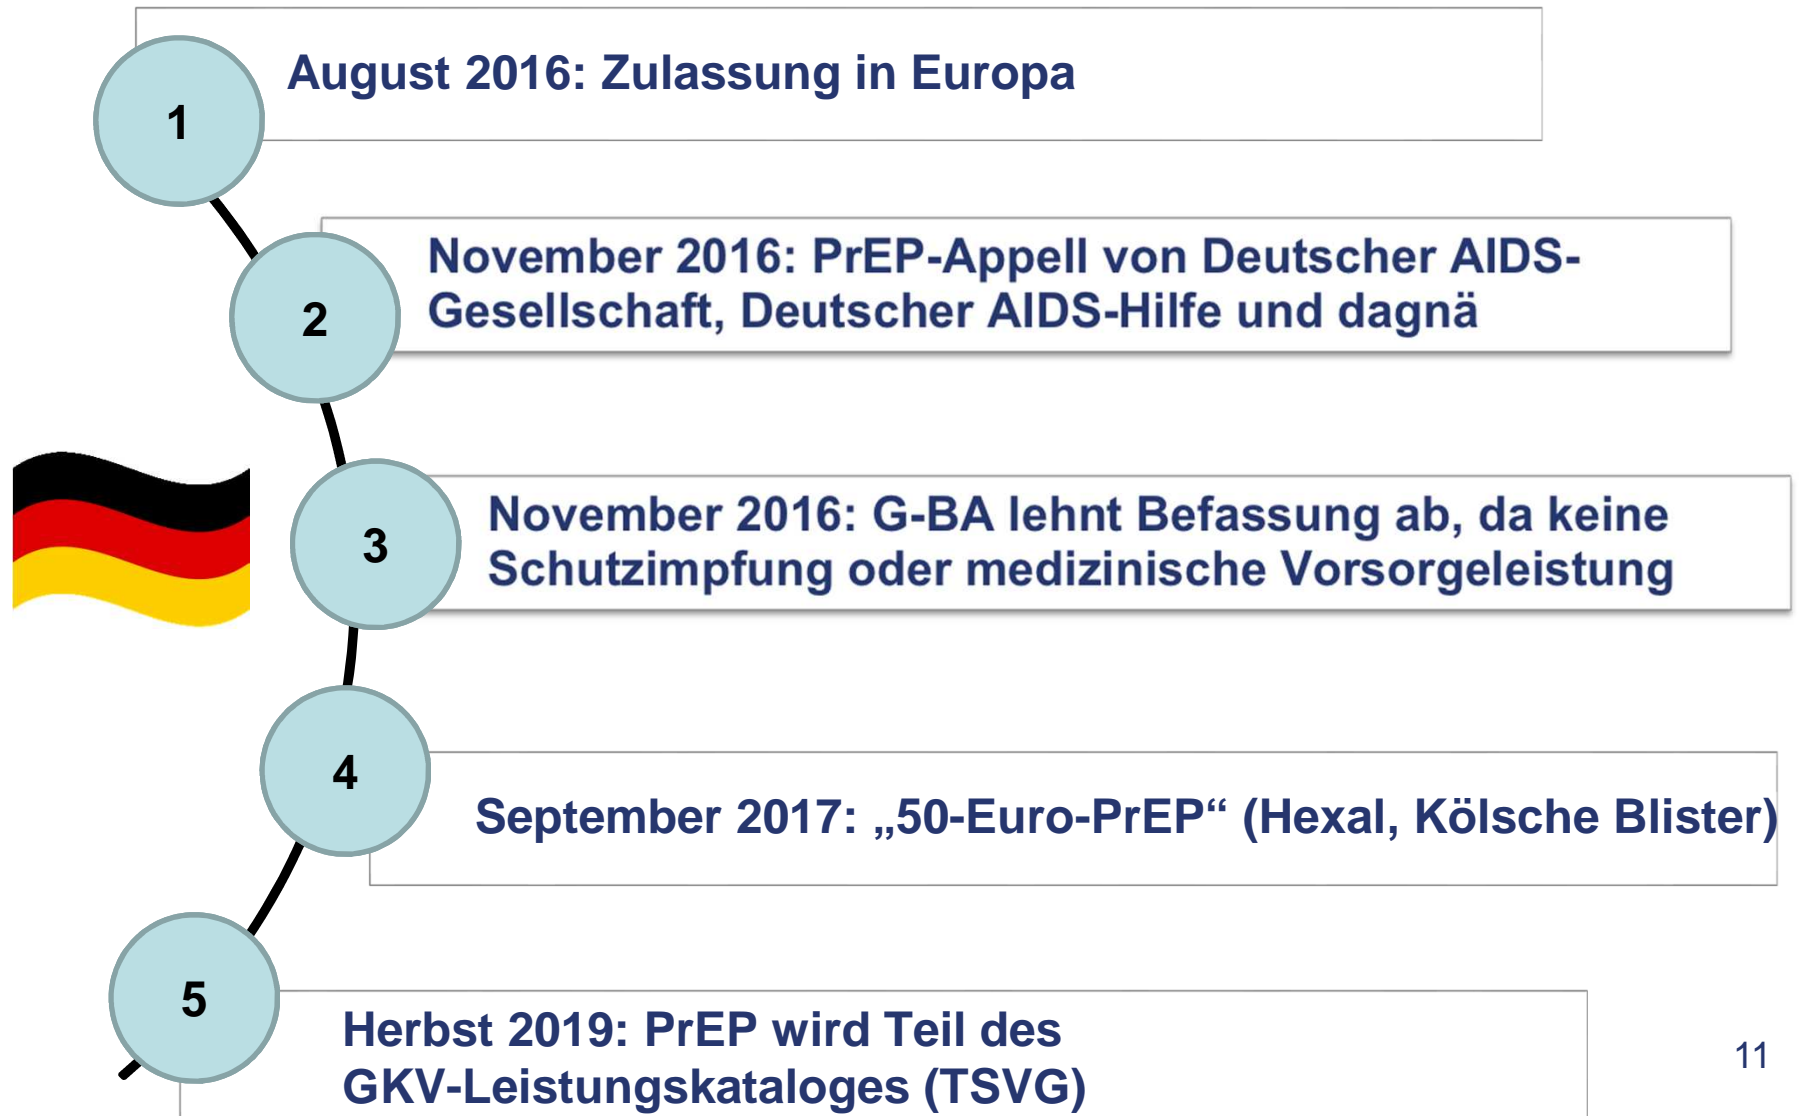 1
August 2016: Zulassung in Europa
2
November 2016: PrEP-Appell von Deutscher AIDS-
Gesellschaft, Deutscher AIDS-Hilfe und dagnä
3
November 2016: G-BA lehnt Befassung ab, da keine
Schutzimpfung oder medizinische Vorsorgeleistung
4
September 2017: „50-Euro-PrEP“ (Hexal, Kölsche Blister)
5
Herbst 2019: PrEP wird Teil des
GKV-Leistungskataloges (TSVG)
11